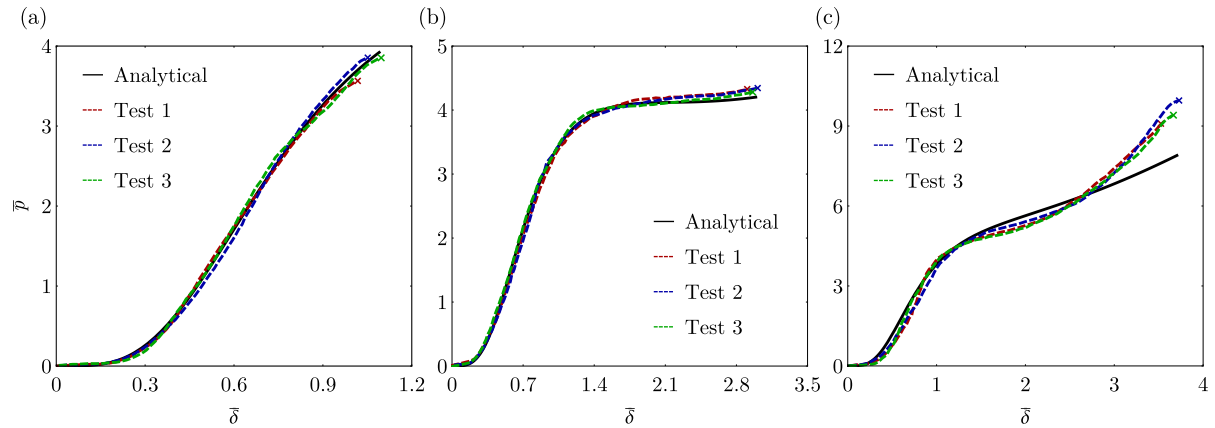 (a)
4
3
2
1
0
p̅
Analytical
Test 1
Test 2
Test 3
0 0.3 0.6 0.9 1.2
δ̅
(b)
5
4
3
2
1
0
Analytical
Test 1
Test 2
Test 3
0 0.7 1.4 2.1 2.8 3.5
δ̅
(c)
12
9
6
3
0
Analytical
Test 1
Test 2
Test 3
0 1 2 3 4
δ̅